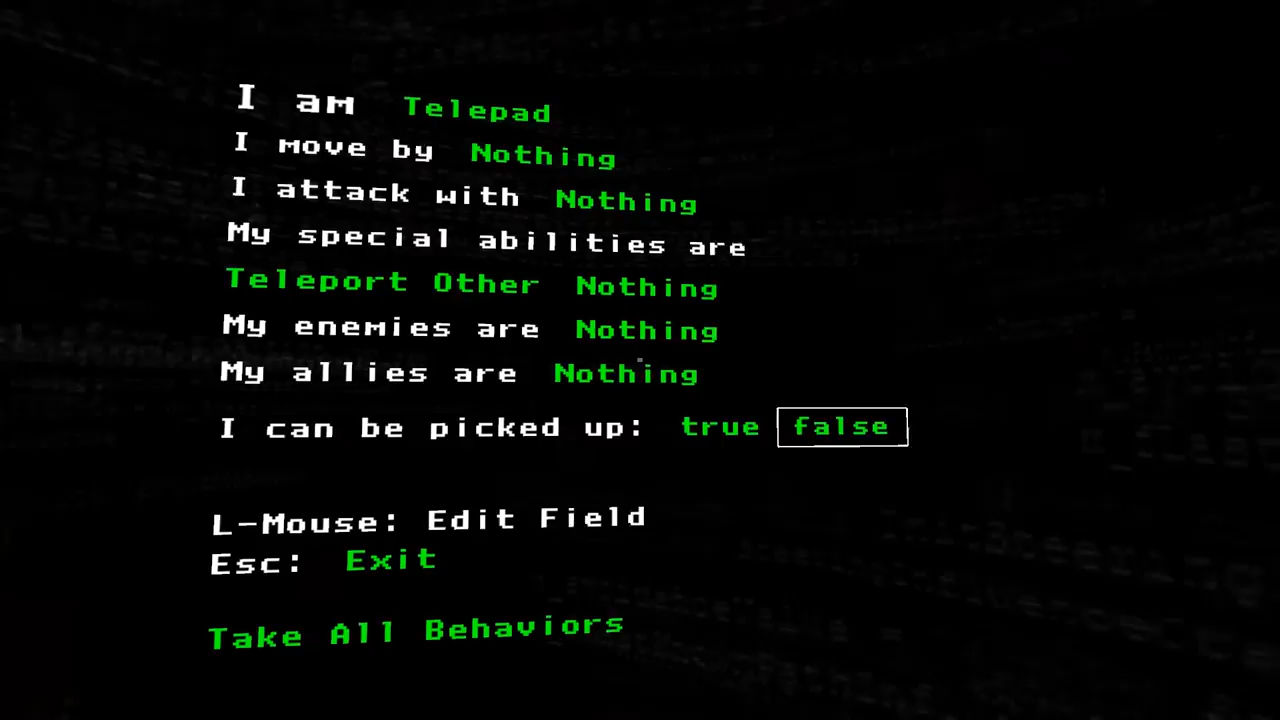 I am Telepad
I move by Nothing
I attack with Nothing
My special abilities are
Teleport Other Nothing
My enemies are Nothing
My allies are Nothing
I can be picked up: true false
L-Mouse: Edit Field
Esc: Exit
Take All Behaviors